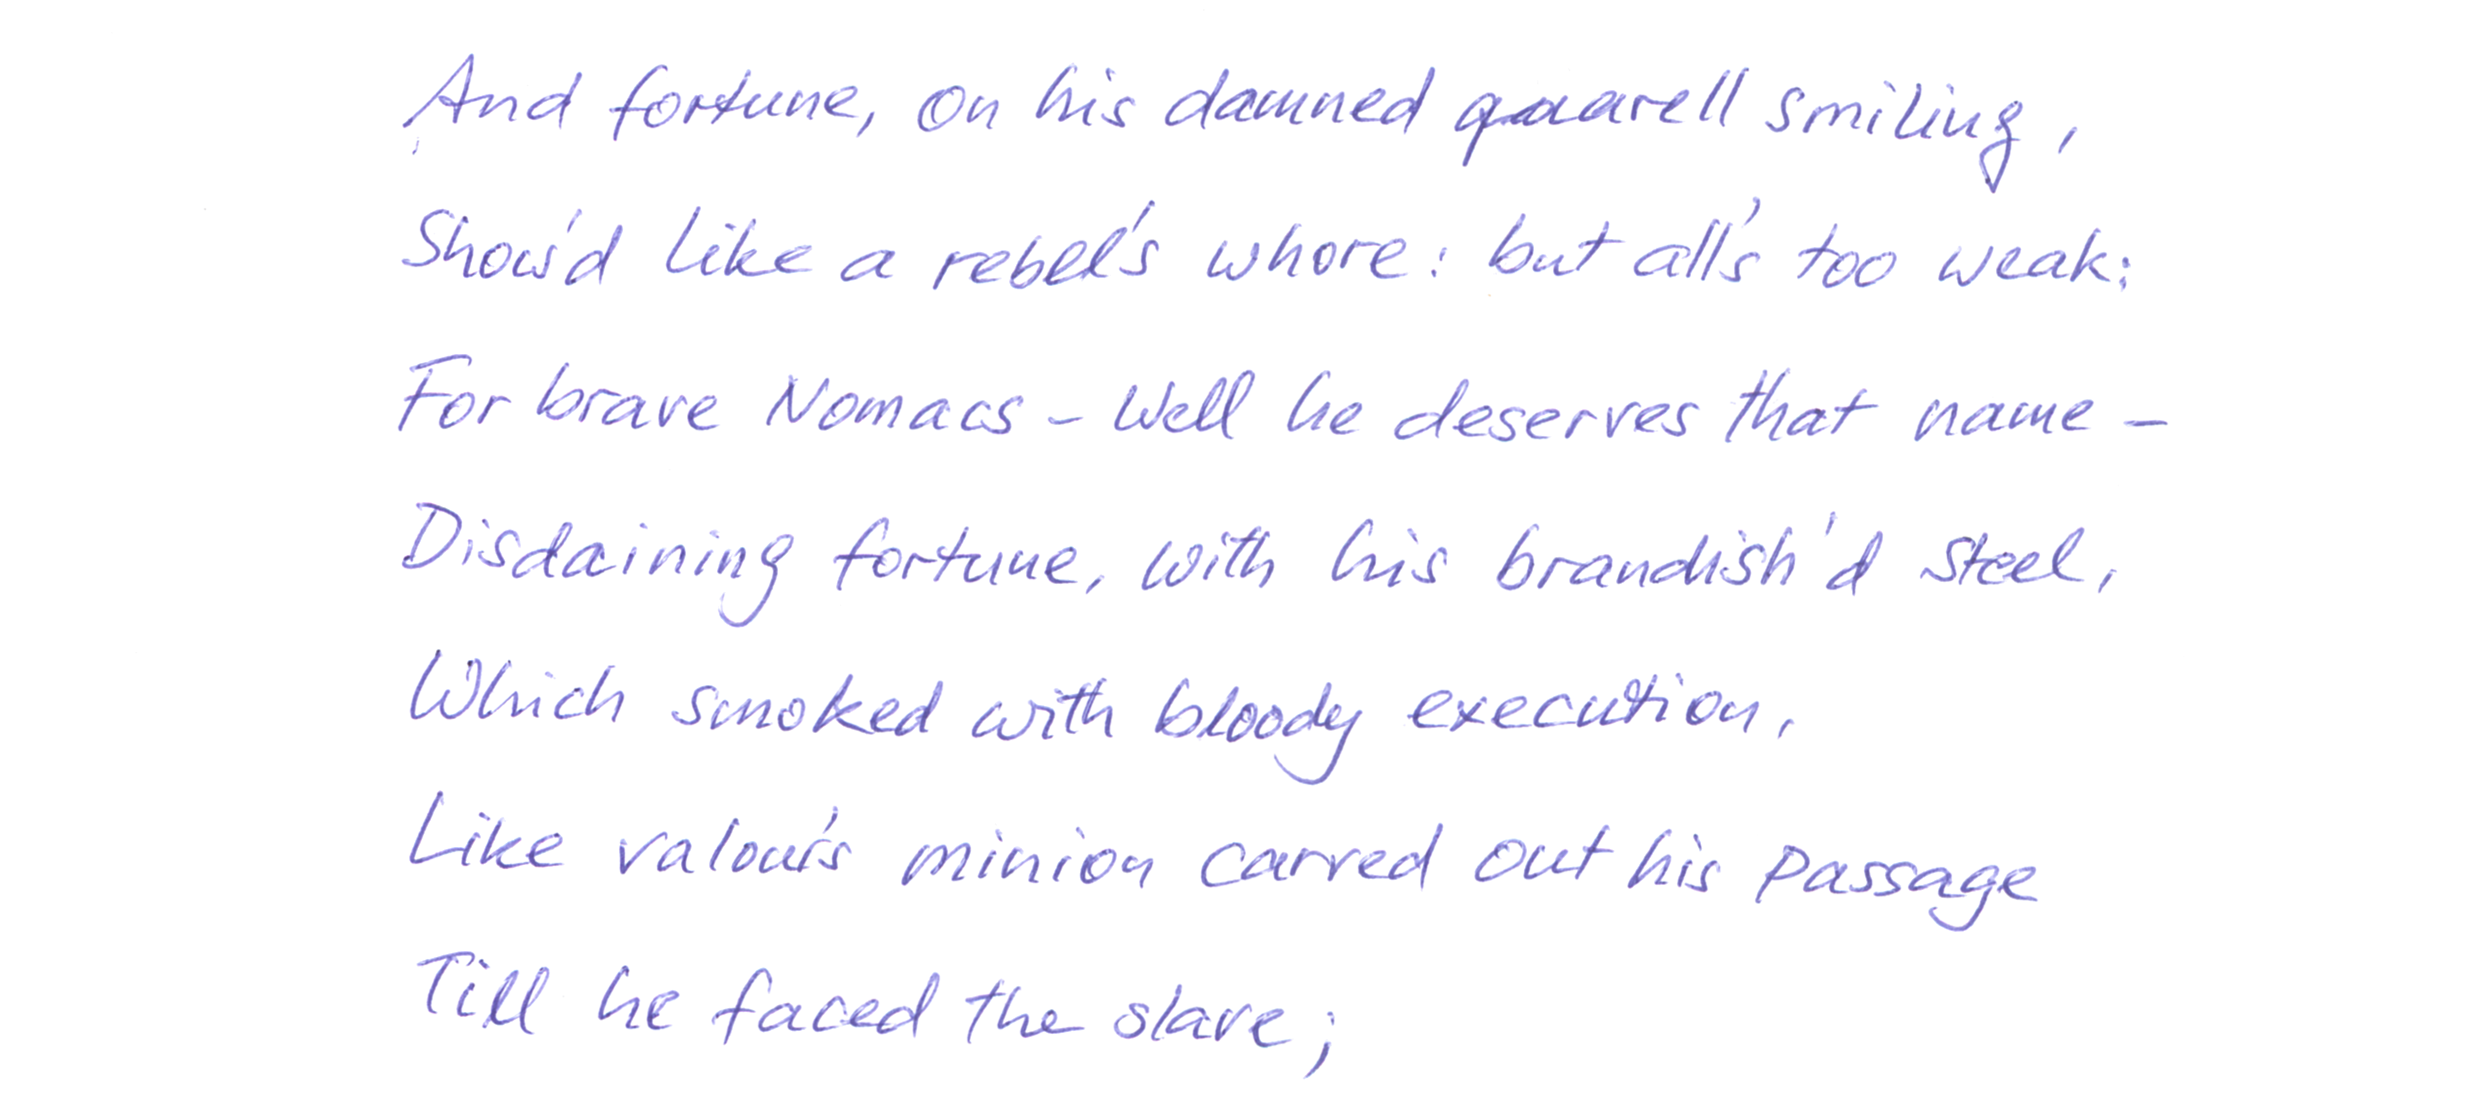 And fortune, on his damned quarell smiling,
Show'd like a rebel's whore: but all's too weak:
For brave Nomacs - Well he deserves that name -
Disdaining fortune, with his brandish'd steel,
Which smoked with bloody execution,
Like valour's minion carved out his passage
Till he faced the slave;